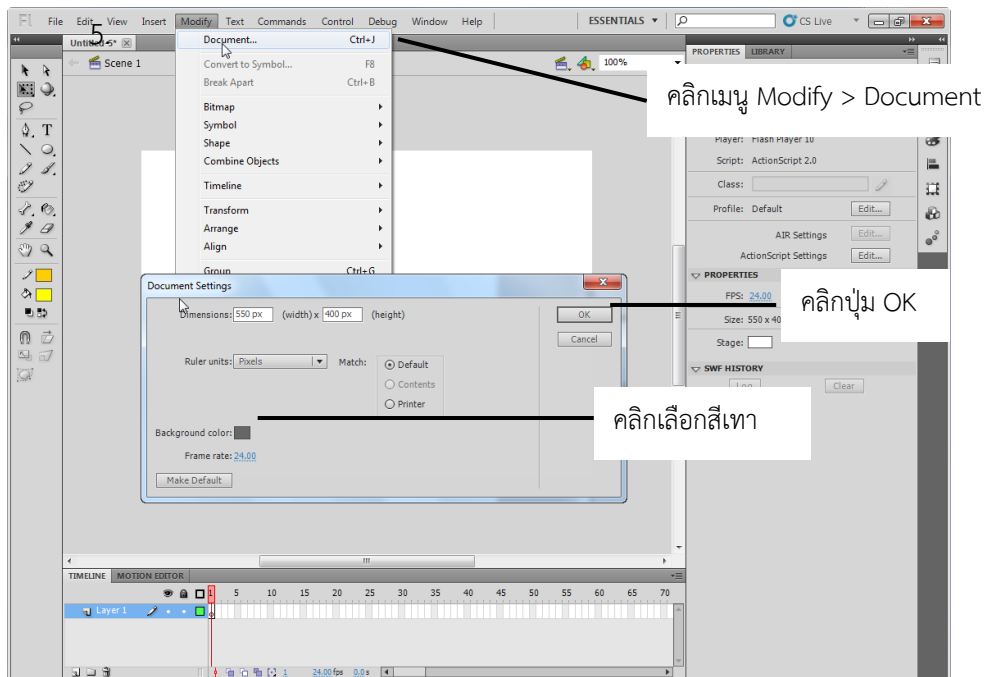 Fl File Edit View Insert Modify Text Commands Control Debug Window Help ESSENTIALS CS Live
5.
Untitled-5*
Document... Ctrl+J
PROPERTIES LIBRARY
Scene 1
Convert to Symbol... F8
100%
Break Apart Ctrl+B
คลิกเมนู Modify > Document
Bitmap
Symbol
Shape
Combine Objects
Timeline
Transform
Arrange
Align
Group Ctrl+G
Player: Flash Player 10
Script: ActionScript 2.0
Class:
Profile: Default Edit...
AIR Settings Edit...
ActionScript Settings Edit...
PROPERTIES
FPS: 24.00
Size: 550 x 40
Stage:
SWF HISTORY
Log Clear
Document Settings
Dimensions: 550 px (width) x 400 px (height) OK
คลิกปุ่ม OK
Cancel
Ruler units: Pixels Match: Default
Contents
Printer
คลิกเลือกสีเทา
Background color:
Frame rate: 24.00
Make Default
TIMELINE MOTION EDITOR
1 5 10 15 20 25 30 35 40 45 50 55 60 65 70
Layer 1
1 24.00 fps 0.0 s